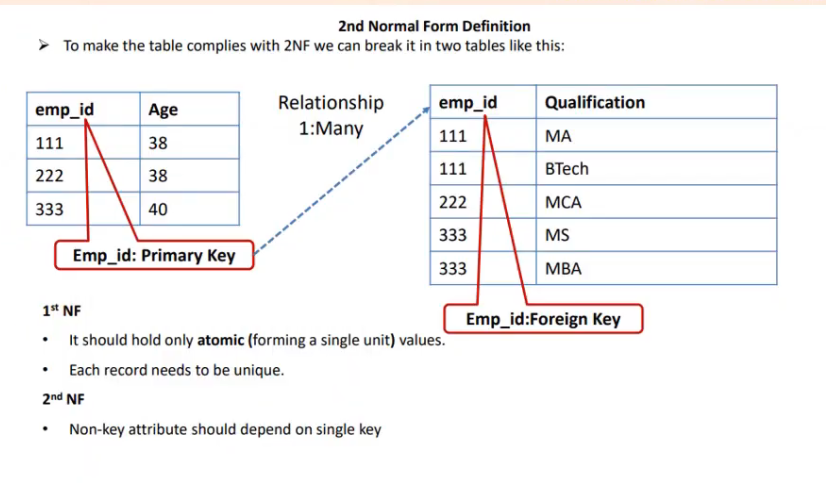 2nd Normal Form Definition
➤ To make the table complies with 2NF we can break it in two tables like this:
emp_id Age
111 38
222 38
333 40
Emp_id: Primary Key
Relationship
1:Many
emp_id Qualification
111 MA
111 BTech
222 MCA
333 MS
333 MBA
Emp_id:Foreign Key
1st NF
• It should hold only atomic (forming a single unit) values.
• Each record needs to be unique.
2nd NF
• Non-key attribute should depend on single key